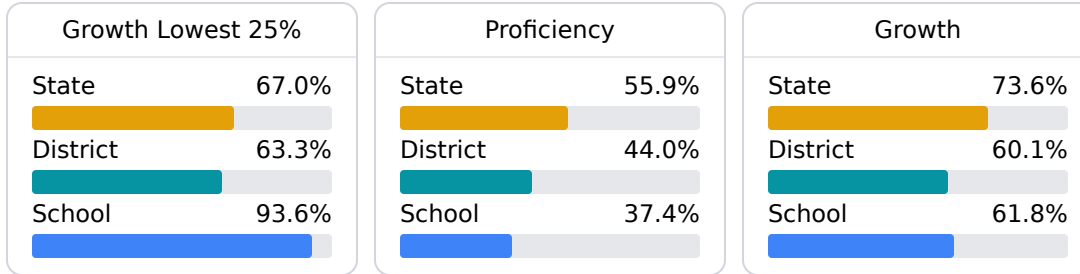 Growth Lowest 25%
State 67.0%
District 63.3%
School 93.6%
Proficiency
State 55.9%
District 44.0%
School 37.4%
Growth
State 73.6%
District 60.1%
School 61.8%